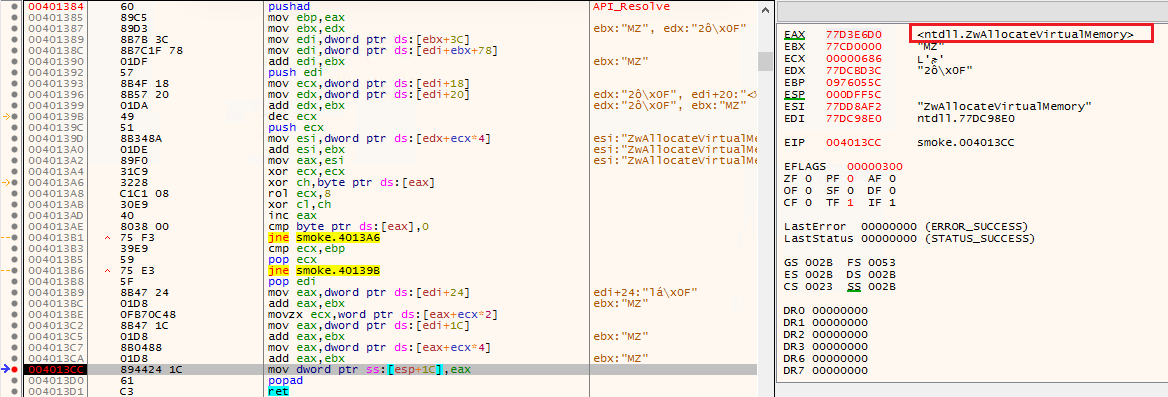 00401384 60 pushad API_Resolve
00401385 89C5 mov ebp,eax
00401387 89D3 mov ebx,edx ebx:"MZ", edx:"2ô\x0F"
00401389 8B7B 3C mov edi,dword ptr ds:[ebx+3C]
0040138C 8B7C1F 78 mov edi,dword ptr ds:[edi+ebx+78]
00401390 01DF add edi,ebx ebx:"MZ"
00401392 57 push edi
00401393 8B4F 18 mov ecx,dword ptr ds:[edi+18]
00401396 8B57 20 mov edx,dword ptr ds:[edi+20] edx:"2ô\x0F", edi+20:"<
00401399 01DA add edx,ebx edx:"2ô\x0F", ebx:"MZ"
0040139B 49 dec ecx
0040139C 51 push ecx
0040139D 8B348A mov esi,dword ptr ds:[edx+ecx*4] esi:"ZwAllocateVirtualMe
004013A0 01DE add esi,ebx esi:"ZwAllocateVirtualMe
004013A2 89F0 mov eax,esi esi:"ZwAllocateVirtualMe
004013A4 31C9 xor ecx,ecx
004013A6 3228 xor ch,byte ptr ds:[eax]
004013A8 C1C1 08 rol ecx,8
004013AB 30E9 xor cl,ch
004013AD 40 inc eax
004013AE 8038 00 cmp byte ptr ds:[eax],0
004013B1 75 F3 jne smoke.4013A6
004013B3 39E9 cmp ecx,ebp
004013B5 59 pop ecx
004013B6 75 E3 jne smoke.40139B
004013B8 5F pop edi
004013B9 8B47 24 mov eax,dword ptr ds:[edi+24] edi+24:"lá\x0F"
004013BC 01D8 add eax,ebx ebx:"MZ"
004013BE 0FB70C48 movzx ecx,word ptr ds:[eax+ecx*2]
004013C2 8B47 1C mov eax,dword ptr ds:[edi+1C]
004013C5 01D8 add eax,ebx ebx:"MZ"
004013C7 8B0488 mov eax,dword ptr ds:[eax+ecx*4]
004013CA 01D8 add eax,ebx ebx:"MZ"
004013CC 894424 1C mov dword ptr ss:[esp+1C],eax
004013D0 61 popad
004013D1 C3 ret
EAX 77D3E6D0 <ntdll.ZwAllocateVirtualMemory>
EBX 77CD0000 "MZ"
ECX 00000686
EDX 77DCBD3C "2ô\x0F"
EBP 0976055C
ESP 000DFF5C
ESI 77DD8AF2 "ZwAllocateVirtualMemory"
EDI 77DC98E0 ntdll.77DC98E0
EIP 004013CC smoke.004013CC
EFLAGS 00000300
ZF 0 PF 0 AF 0
OF 0 SF 0 DF 0
CF 0 TF 1 IF 1
LastError 00000000 (ERROR_SUCCESS)
LastStatus 00000000 (STATUS_SUCCESS)
GS 002B FS 0053
ES 002B DS 002B
CS 0023 SS 002B
DR0 00000000
DR1 00000000
DR2 00000000
DR3 00000000
DR6 00000000
DR7 00000000